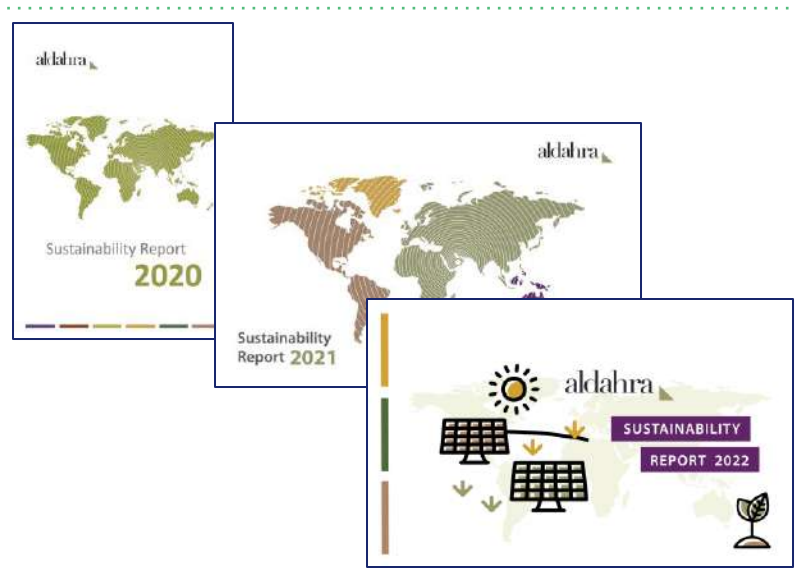 aldahra
Sustainability Report
2020
aldahra
Sustainability
Report 2021
aldahra
SUSTAINABILITY
REPORT 2022